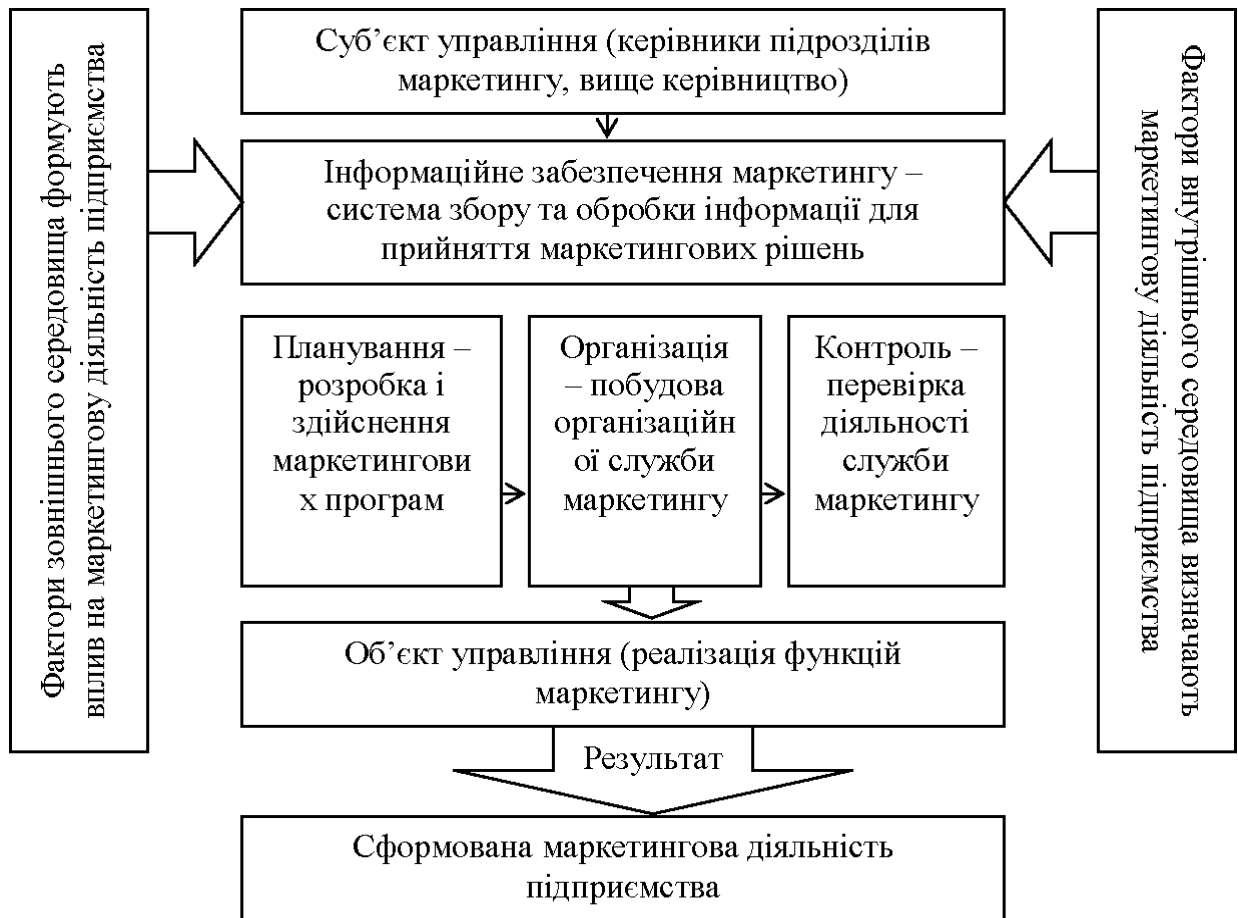 Фактори зовнішнього середовища формують
вплив на маркетингову діяльність підприємства
Суб’єкт управління (керівники підрозділів
маркетингу, вище керівництво)
Інформаційне забезпечення маркетингу –
система збору та обробки інформації для
прийняття маркетингових рішень
Планування –
розробка і
здійснення
маркетингови
х програм
Організація
– побудова
організаційн
ої служби
маркетингу
Контроль –
перевірка
діяльності
служби
маркетингу
Об’єкт управління (реалізація функцій
маркетингу)
Результат
Сформована маркетингова діяльність
підприємства
Фактори внутрішнього середовища визначають
маркетингову діяльність підприємства